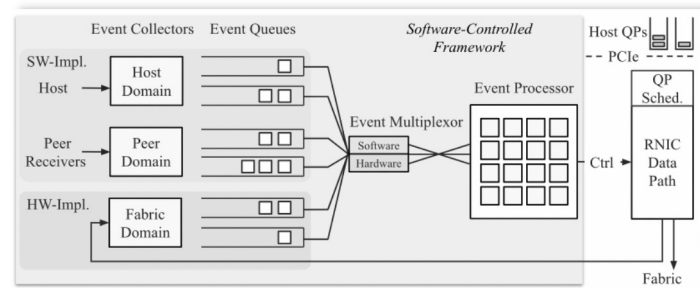 Event Collectors
Event Queues
Software-Controlled
Framework
Host QPs
PCIe
SW-Impl.
Host
Host
Domain
Event Processor
QP
Sched.
Event Multiplexor
Peer
Receivers
Peer
Domain
Software
Hardware
Ctrl
RNIC
Data
Path
HW-Impl.
Fabric
Domain
Fabric